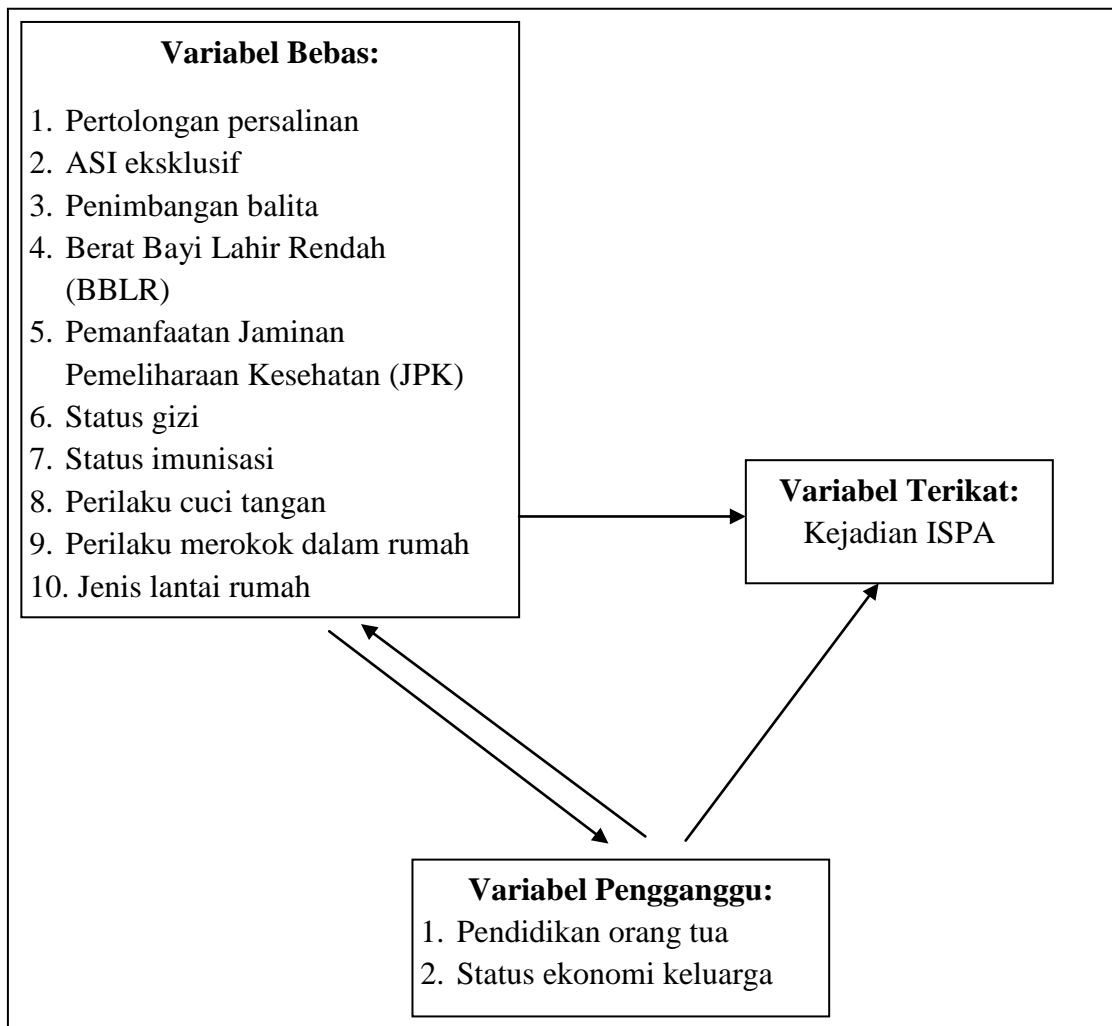 Variabel Bebas:
1. Pertolongan persalinan
2. ASI eksklusif
3. Penimbangan balita
4. Berat Bayi Lahir Rendah
(BBLR)
5. Pemanfaatan Jaminan
Pemeliharaan Kesehatan (JPK)
6. Status gizi
7. Status imunisasi
8. Perilaku cuci tangan
9. Perilaku merokok dalam rumah
10. Jenis lantai rumah
Variabel Terikat:
Kejadian ISPA
Variabel Pengganggu:
1. Pendidikan orang tua
2. Status ekonomi keluarga